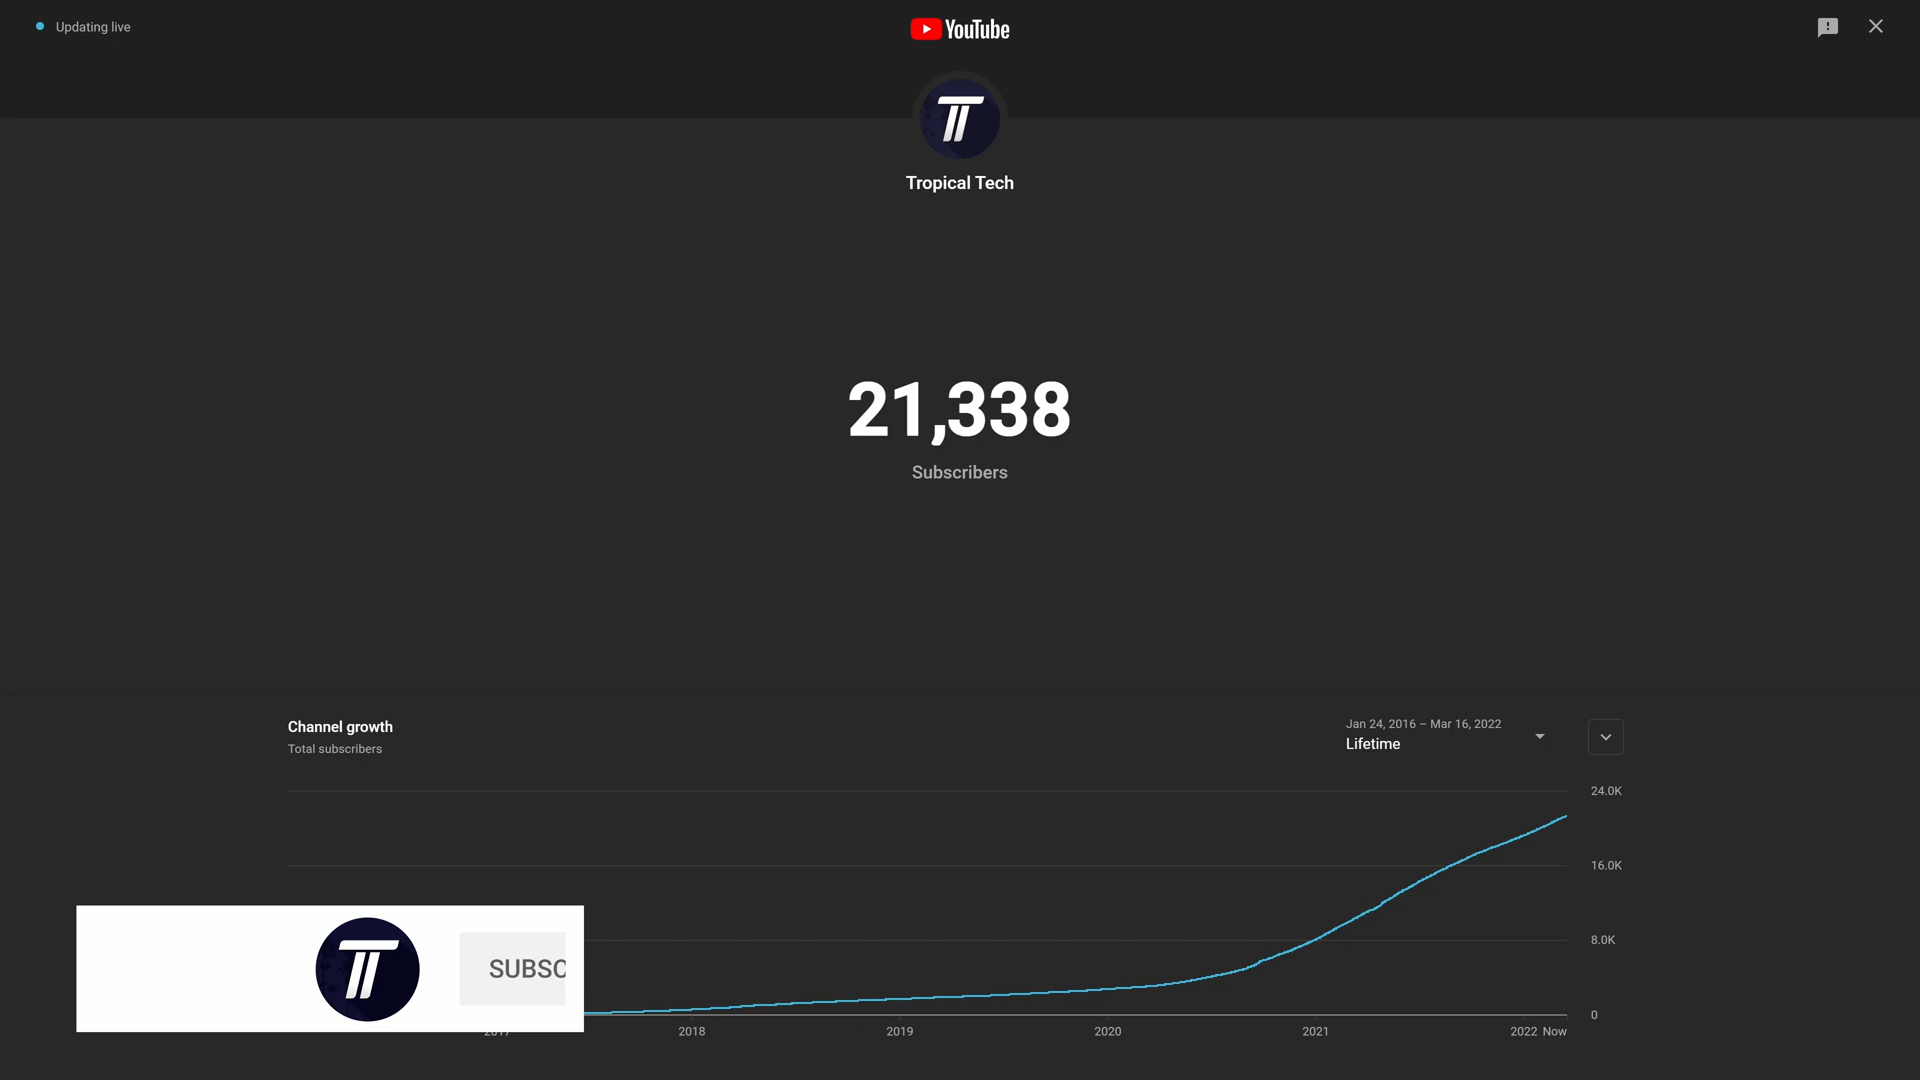 Updating live
YouTube
Tropical Tech
21,338
Subscribers
Channel growth
Total subscribers
Jan 24, 2016 – Mar 16, 2022
Lifetime
24.0K
16.0K
8.0K
0
SUBSC
2017
2018
2019
2020
2021
2022
Now